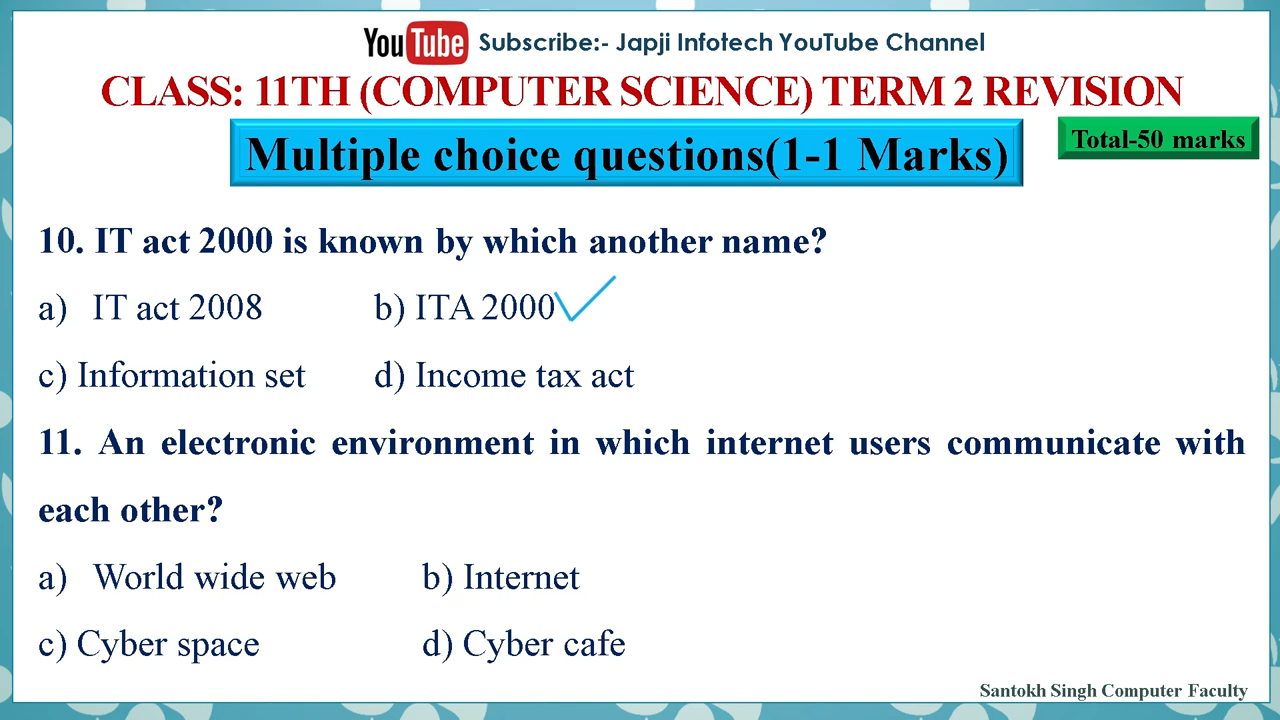 YouTube Subscribe:- Japji Infotech YouTube Channel
CLASS: 11TH (COMPUTER SCIENCE) TERM 2 REVISION
Multiple choice questions(1-1 Marks)
Total-50 marks
10. IT act 2000 is known by which another name?
a) IT act 2008 b) ITA 2000
c) Information set d) Income tax act
11. An electronic environment in which internet users communicate with
each other?
a) World wide web b) Internet
c) Cyber space d) Cyber cafe
Santokh Singh Computer Faculty